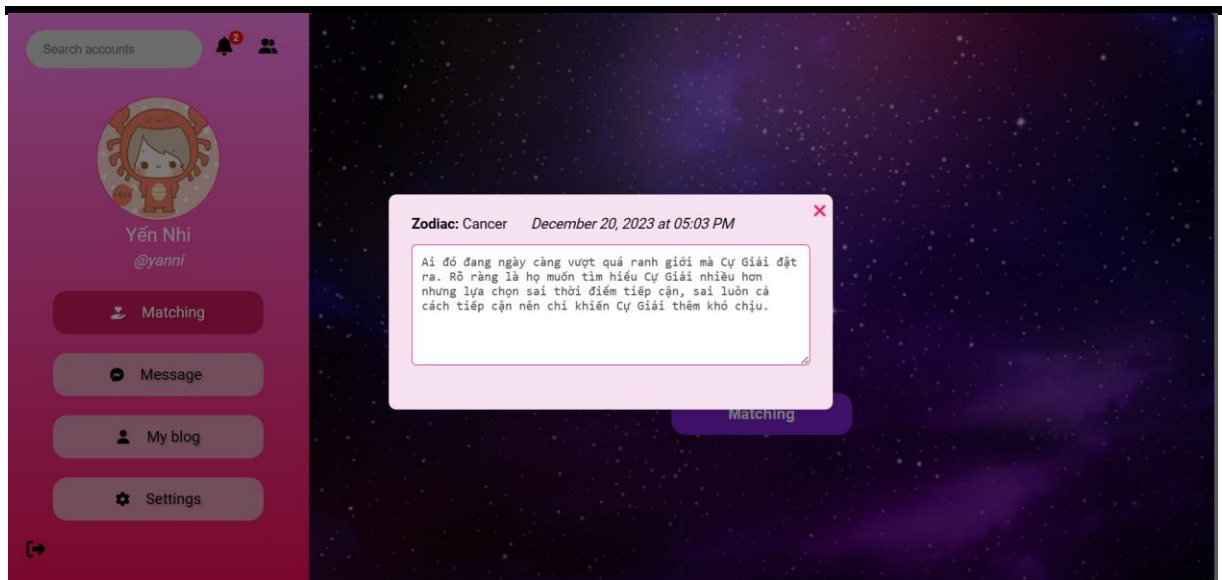 Search accounts
2
Yến Nhi
@yanni
Matching
Message
My blog
Settings
Zodiac: Cancer December 20, 2023 at 05:03 PM
Ai đó đang ngày càng vượt quá ranh giới mà Cự Giải đặt
ra. Rõ ràng là họ muốn tìm hiểu Cự Giải nhiều hơn
nhưng lựa chọn sai thời điểm tiếp cận, sai luôn cả
cách tiếp cận nên chỉ khiến Cự Giải thêm khó chịu.
Matching